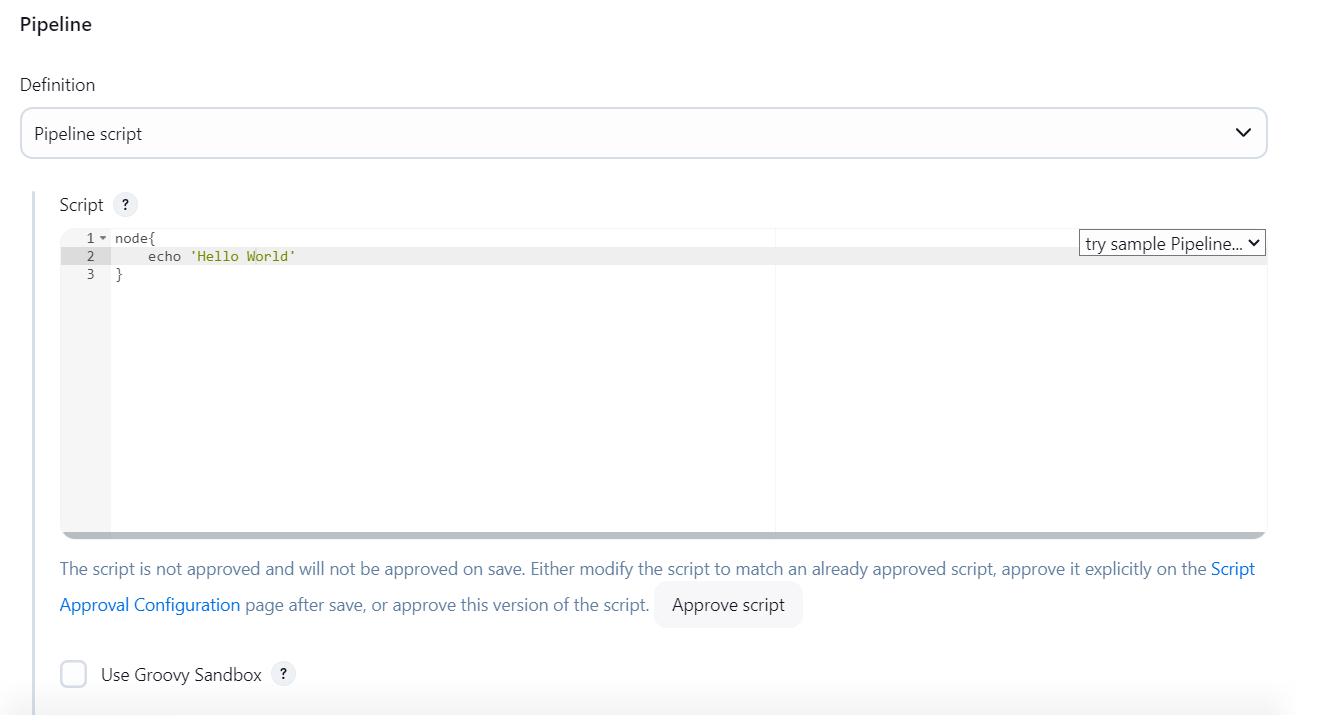 Pipeline
Definition
Pipeline script
Script ?
try sample Pipeline...
1 node{
2 echo 'Hello World'
3 }
The script is not approved and will not be approved on save. Either modify the script to match an already approved script, approve it explicitly on the Script
Approval Configuration page after save, or approve this version of the script. Approve script
Use Groovy Sandbox ?